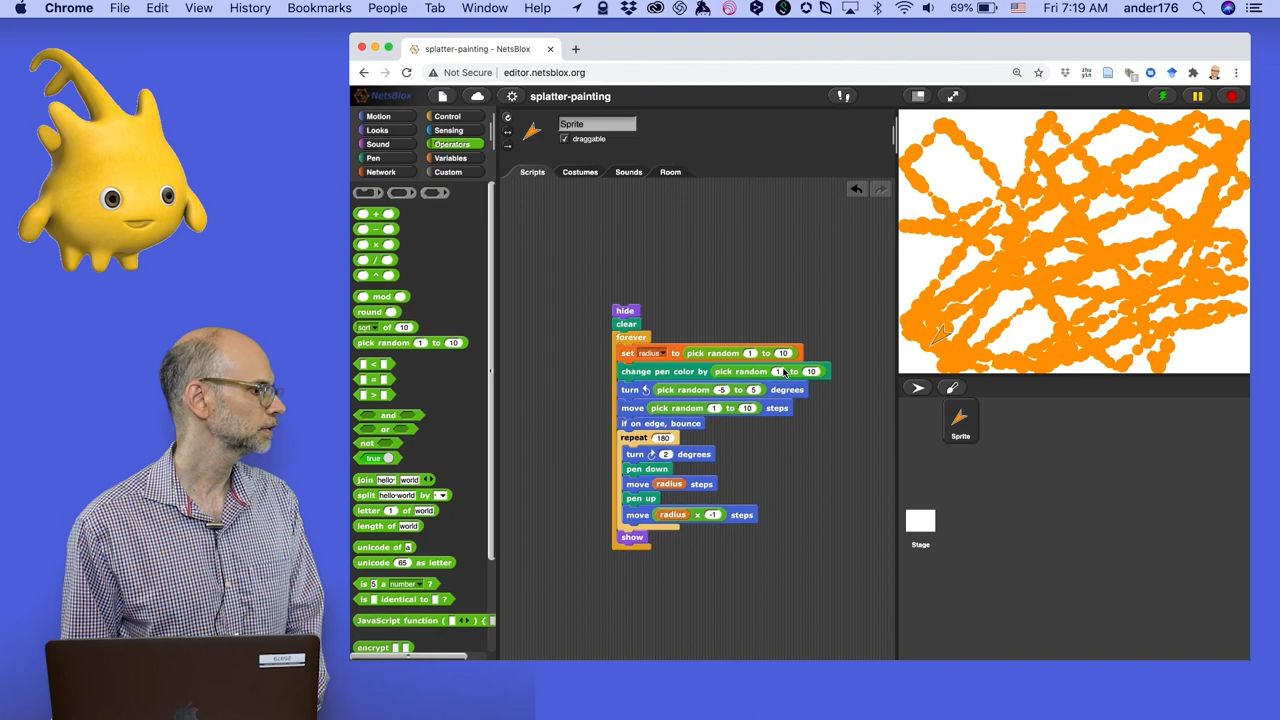 Chrome File Edit View History Bookmarks People Tab Window Help 69% Fri 7:19 AM ander176
splatter-painting - NetsBlox
Not Secure editor.netsblox.org
zhu yin
NetsBlox splatter-painting
Motion Control
Looks Sensing
Sound Operators
Pen Variables
Network Custom
Sprite
draggable
Scripts Costumes Sounds Room
+
−
×
/
^
mod
round
sqrt of 10
pick random 1 to 10
<
=
>
and
or
not
true
join hello world
split hello world by
letter 1 of world
length of world
unicode of a
unicode 65 as letter
is 5 a number ?
is identical to ?
JavaScript function ( ) {
encrypt
hide
clear
forever
set radius to pick random 1 to 10
change pen color by pick random 1 to 10
turn pick random -5 to 5 degrees
move pick random 1 to 10 steps
if on edge, bounce
repeat 180
turn 2 degrees
pen down
move radius steps
pen up
move radius × -1 steps
show
Sprite
Stage